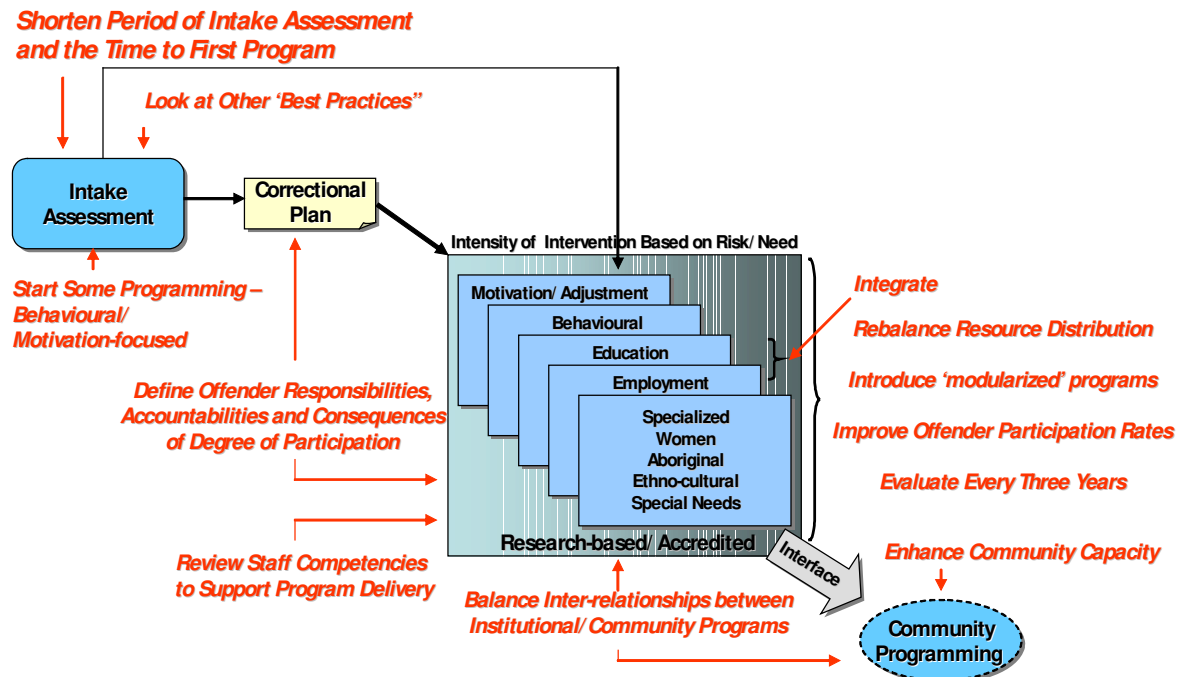 Shorten Period of Intake Assessment
and the Time to First Program
Look at Other ‘Best Practices”
Intake
Assessment
Correctional
Plan
Intensity of Intervention Based on Risk/ Need
Start Some Programming –
Behavioural/
Motivation-focused
Motivation/ Adjustment
Behavioural
Education
Employment
Specialized
Women
Aboriginal
Ethno-cultural
Special Needs
Research-based/ Accredited
Integrate
Rebalance Resource Distribution
Introduce ‘modularized’ programs
Improve Offender Participation Rates
Evaluate Every Three Years
Define Offender Responsibilities,
Accountabilities and Consequences
of Degree of Participation
Review Staff Competencies
to Support Program Delivery
Interface
Enhance Community Capacity
Balance Inter-relationships between
Institutional/ Community Programs
Community
Programming